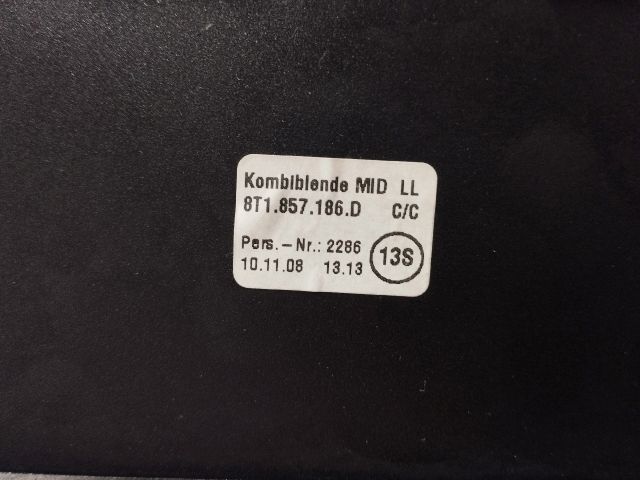 Kombiblende MID LL
8T1.857.186.D C/C
Pers.-Nr.: 2286
10.11.08 13.13
13S